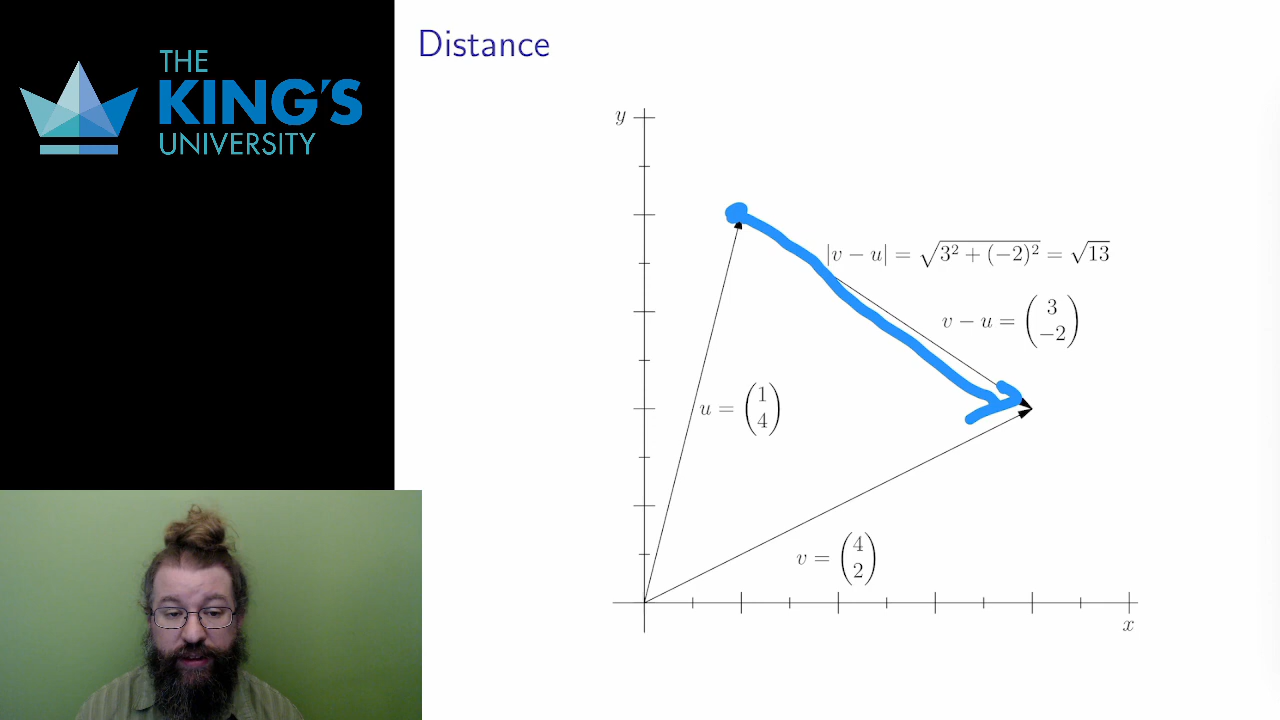 THE
KING'S
UNIVERSITY
Distance
y
|v − u| = √(3² + (−2)²) = √13
v − u = (3
−2)
u = (1
4)
v = (4
2)
x